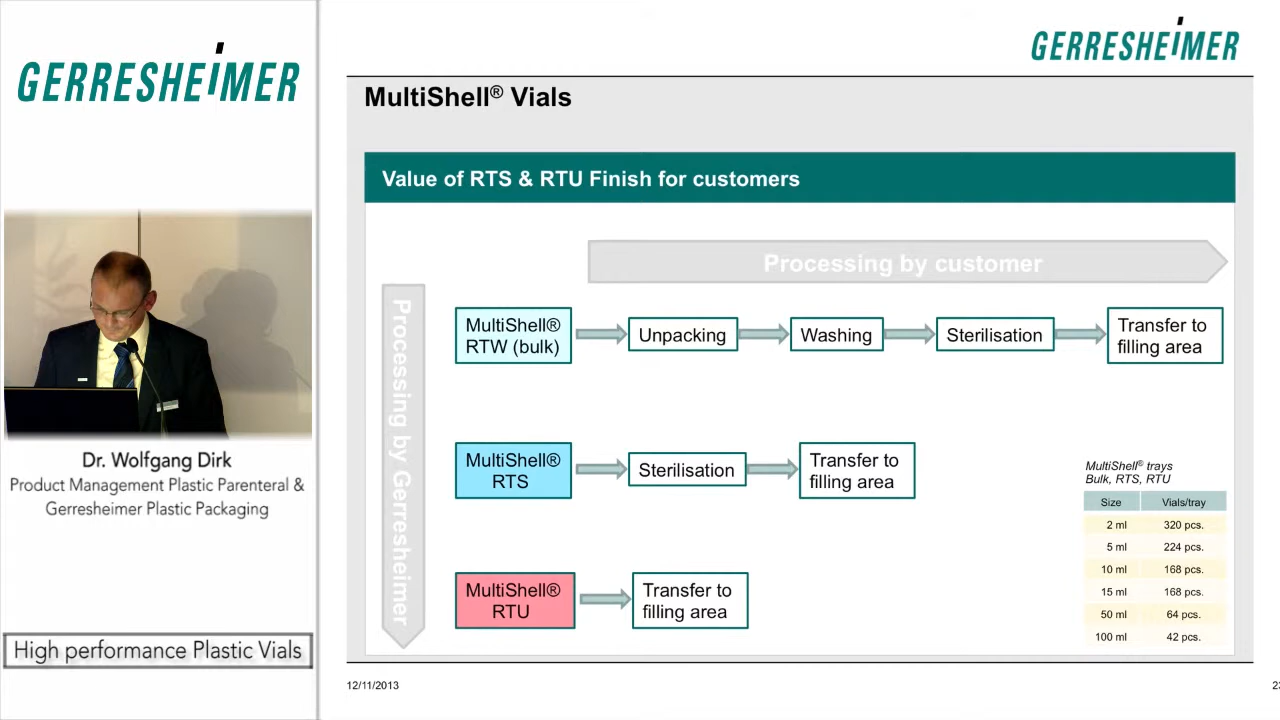 GERRESHEIMER
Dr. Wolfgang Dirk
Product Management Plastic Parenteral &
Gerresheimer Plastic Packaging
High performance Plastic Vials
GERRESHEIMER
MultiShell® Vials
Value of RTS & RTU Finish for customers
Processing by customer
Processing by Gerresheimer
MultiShell®
RTW (bulk)
Unpacking
Washing
Sterilisation
Transfer to
filling area
MultiShell®
RTS
Sterilisation
Transfer to
filling area
MultiShell®
RTU
Transfer to
filling area
MultiShell® trays
Bulk, RTS, RTU
Size Vials/tray
2 ml 320 pcs.
5 ml 224 pcs.
10 ml 168 pcs.
15 ml 168 pcs.
50 ml 64 pcs.
100 ml 42 pcs.
12/11/2013